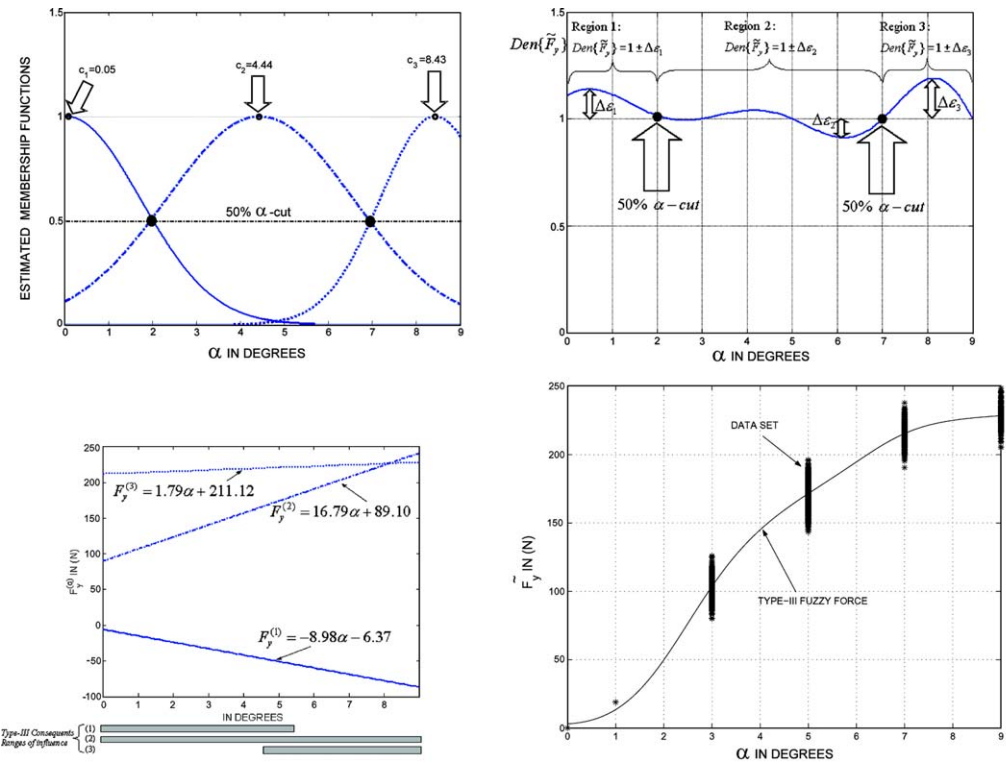 1.5
c₁=0.05
c₂=4.44
c₃=8.43
1
50% α-cut
0.5
0
ESTIMATED MEMBERSHIP FUNCTIONS
0 1 2 3 4 5 6 7 8 9
α IN DEGREES
1.5
Region 1:
Region 2:
Region 3:
Den{F̃y}
Den{F̃y}=1±Δε₁
Den{F̃y}=1±Δε₂
Den{F̃y}=1±Δε₃
Δε₁
Δε₂
Δε₃
1
50% α-cut
50% α-cut
0.5
0
0 1 2 3 4 5 6 7 8 9
α IN DEGREES
250
200
150
100
50
0
-50
-100
F_y^(α) IN (N)
F_y^(3)=1.79α+211.12
F_y^(2)=16.79α+89.10
F_y^(1)=-8.98α-6.37
0 1 2 3 4 5 6 7 8
IN DEGREES
Type-III Consequents
Ranges of influence
(1)
(2)
(3)
250
200
150
100
50
0
F̃y IN (N)
DATA SET
TYPE-III FUZZY FORCE
0 1 2 3 4 5 6 7 8 9
α IN DEGREES